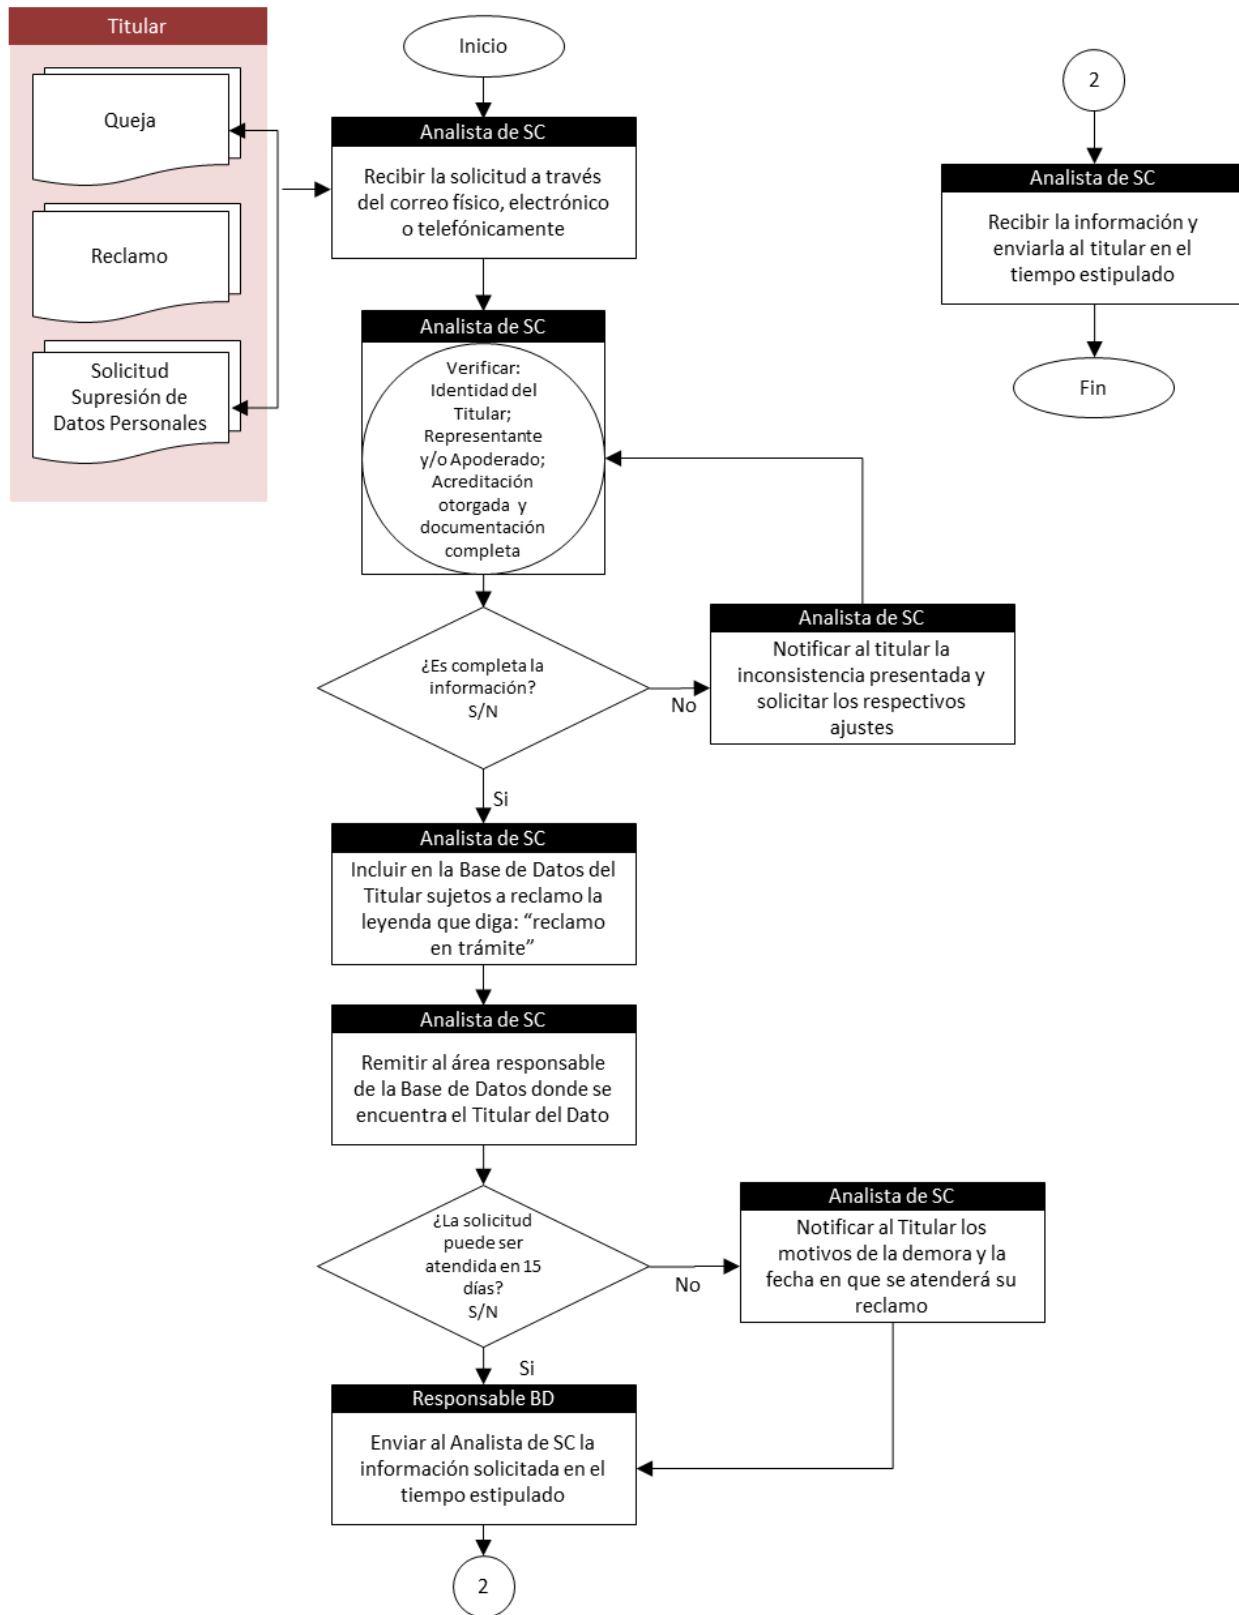 Titular
Queja
Reclamo
Solicitud
Supresión de
Datos Personales
Inicio
Analista de SC
Recibir la solicitud a través
del correo físico, electrónico
o telefónicamente
Analista de SC
Verificar:
Identidad del
Titular;
Representante
y/o Apoderado;
Acreditación
otorgada y
documentación
completa
¿Es completa la
información?
S/N
No
Analista de SC
Notificar al titular la
inconsistencia presentada y
solicitar los respectivos
ajustes
Si
Analista de SC
Incluir en la Base de Datos del
Titular sujetos a reclamo la
leyenda que diga: “reclamo
en trámite”
Analista de SC
Remitir al área responsable
de la Base de Datos donde se
encuentra el Titular del Dato
¿La solicitud
puede ser
atendida en 15
días?
S/N
No
Analista de SC
Notificar al Titular los
motivos de la demora y la
fecha en que se atenderá su
reclamo
Si
Responsable BD
Enviar al Analista de SC la
información solicitada en el
tiempo estipulado
2
2
Analista de SC
Recibir la información y
enviarla al titular en el
tiempo estipulado
Fin